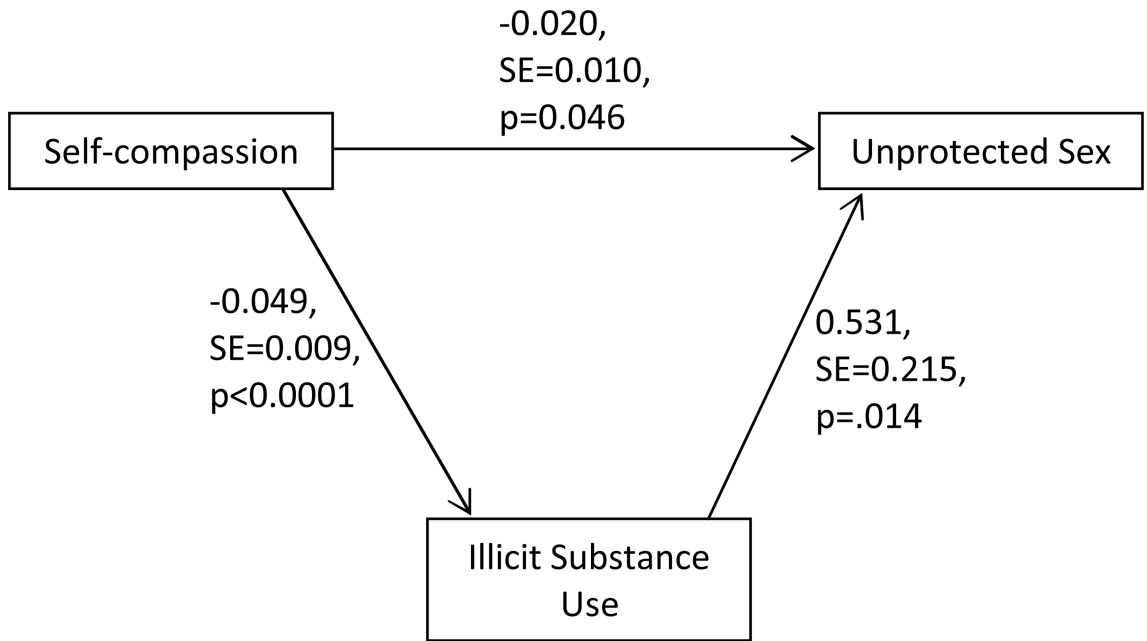 -0.020,
SE=0.010,
p=0.046
Self-compassion
Unprotected Sex
-0.049,
SE=0.009,
p<0.0001
0.531,
SE=0.215,
p=.014
Illicit Substance
Use